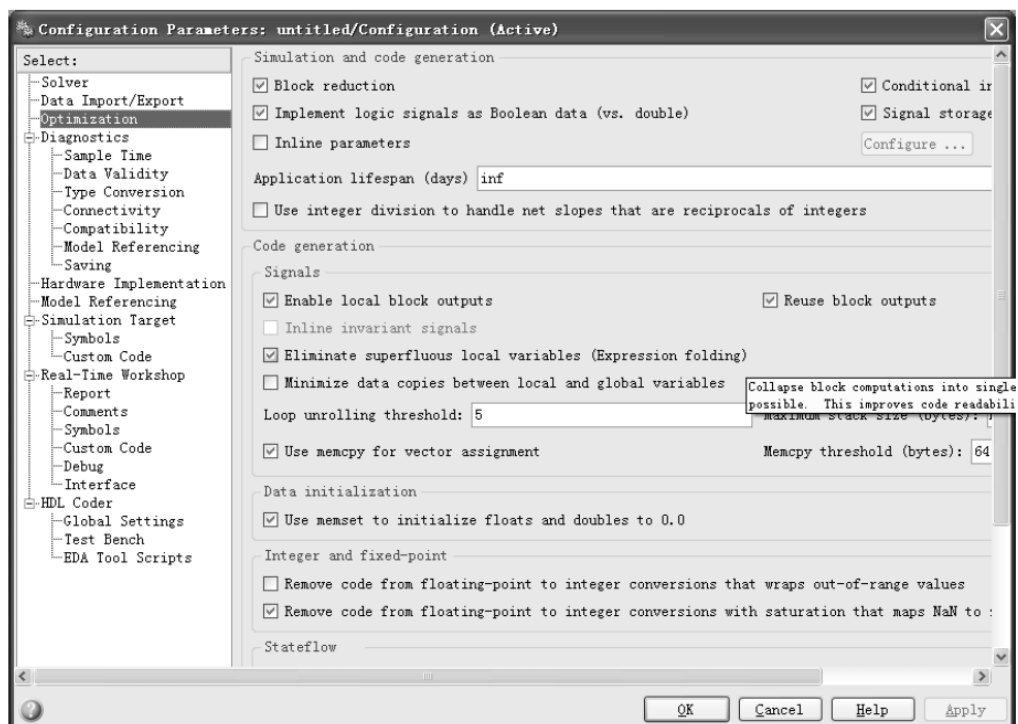 Configuration Parameters: untitled/Configuration (Active)
Select:
Solver
Data Import/Export
Optimization
Diagnostics
Sample Time
Data Validity
Type Conversion
Connectivity
Compatibility
Model Referencing
Saving
Hardware Implementation
Model Referencing
Simulation Target
Symbols
Custom Code
Real-Time Workshop
Report
Comments
Symbols
Custom Code
Debug
Interface
HDL Coder
Global Settings
Test Bench
EDA Tool Scripts
Simulation and code generation
Block reduction
Conditional
Implement logic signals as Boolean data (vs. double)
Signal storage
Inline parameters
Configure ...
Application lifespan (days) inf
Use integer division to handle net slopes that are reciprocals of integers
Code generation
Signals
Enable local block outputs
Reuse block outputs
Inline invariant signals
Eliminate superfluous local variables (Expression folding)
Minimize data copies between local and global variables
Collapse block computations into single
possible. This improves code
Loop unrolling threshold: 5
Maximum stack size (bytes):
Use memcpy for vector assignment
Memcpy threshold (bytes): 64
Data initialization
Use memset to initialize floats and doubles to 0.0
Integer and fixed-point
Remove code from floating-point to integer conversions that wraps out-of-range values
Remove code from floating-point to integer conversions with saturation that maps NaN to
Stateflow
OK
Cancel
Help
Apply